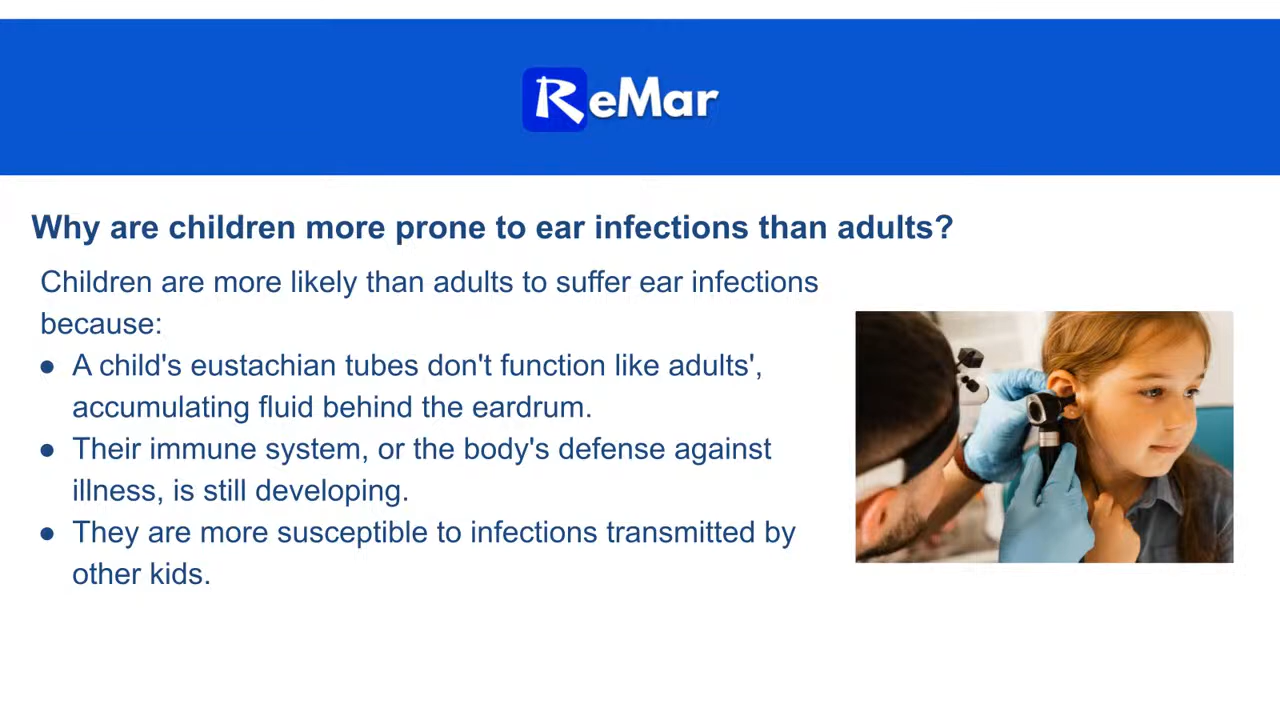 ReMar
Why are children more prone to ear infections than adults?
Children are more likely than adults to suffer ear infections
because:
● A child's eustachian tubes don't function like adults',
accumulating fluid behind the eardrum.
● Their immune system, or the body's defense against
illness, is still developing.
● They are more susceptible to infections transmitted by
other kids.